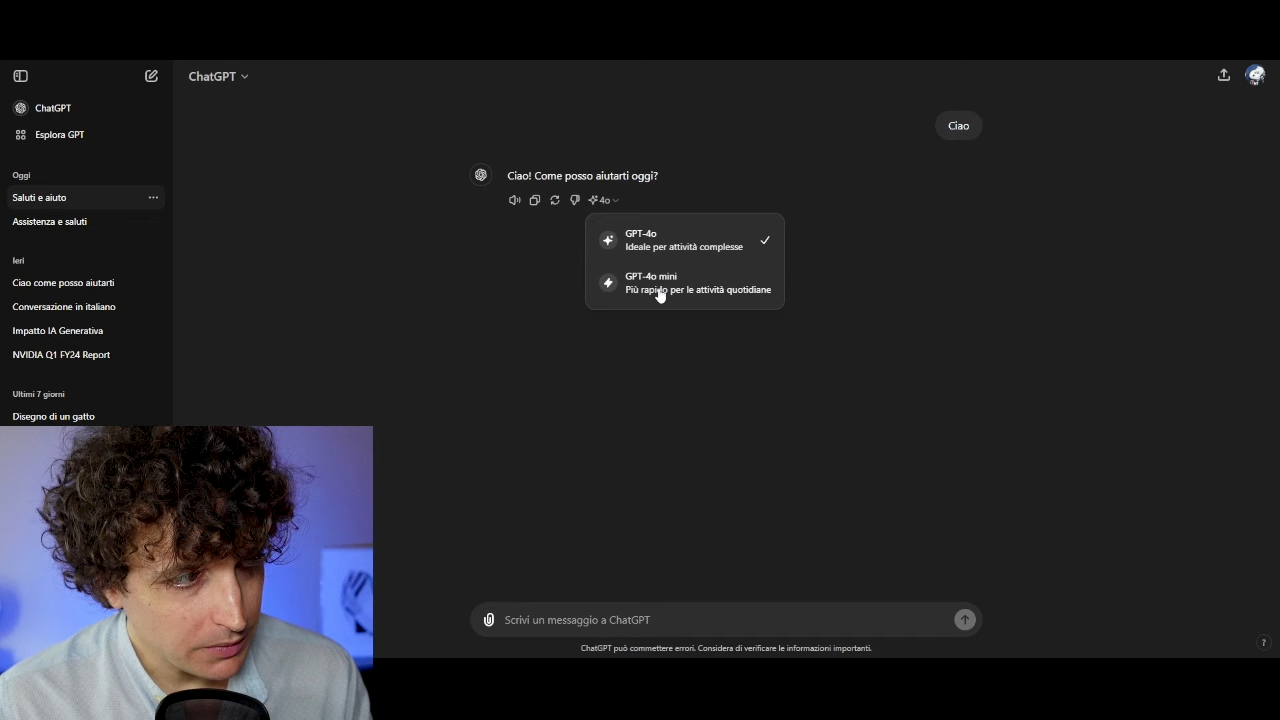 ChatGPT
Esplora GPT
Oggi
Saluti e aiuto
Assistenza e saluti
Ieri
Ciao come posso aiutarti
Conversazione in italiano
Impatto IA Generativa
NVIDIA Q1 FY24 Report
Ultimi 7 giorni
Disegno di un gatto
ChatGPT
Ciao
Ciao! Come posso aiutarti oggi?
4o
GPT-4o
Ideale per attività complesse
GPT-4o mini
Più rapido per le attività quotidiane
Scrivi un messaggio a ChatGPT
ChatGPT può commettere errori. Considera di verificare le informazioni importanti.
?